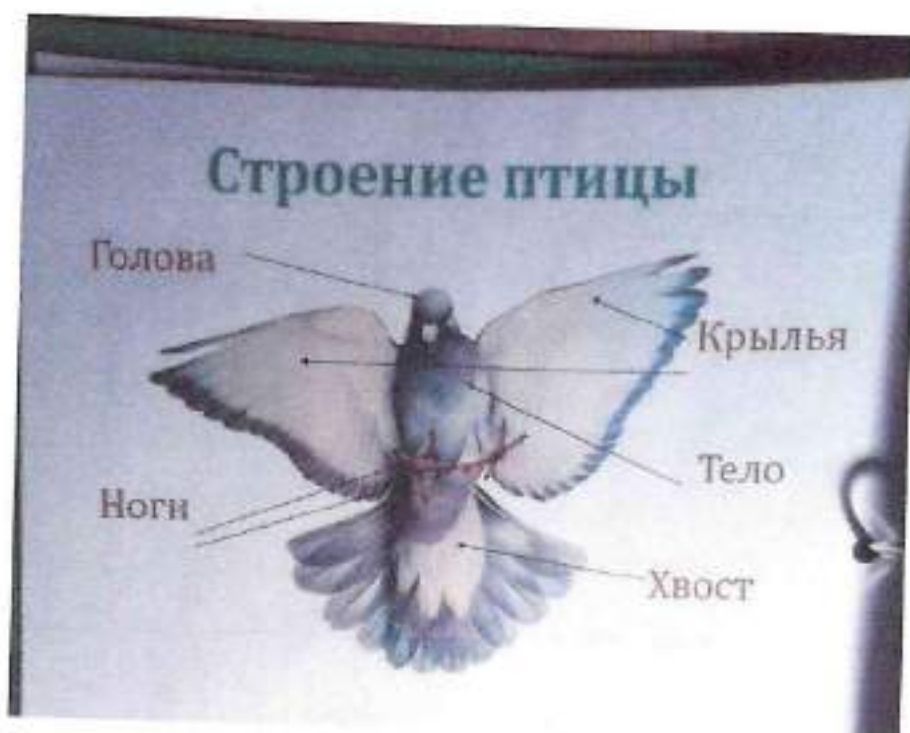 Строение птицы
Голова
Крылья
Тело
Ноги
Хвост